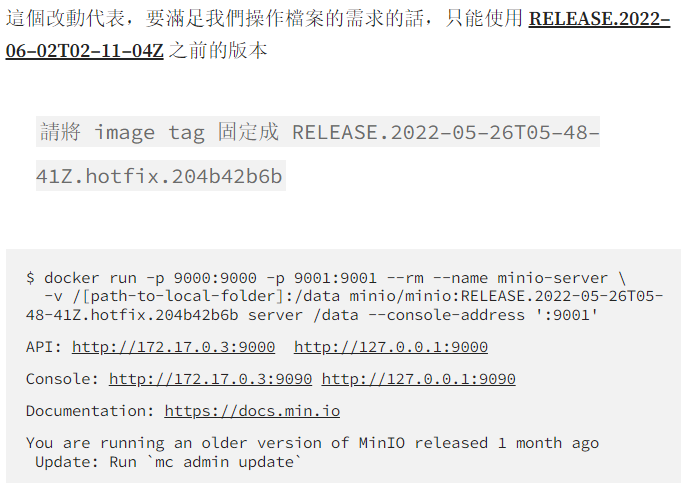 這個改動代表，要滿足我們操作檔案的需求的話，只能使用 RELEASE.2022-
06-02T02-11-04Z 之前的版本
請將 image tag 固定成 RELEASE.2022-05-26T05-48-
41Z.hotfix.204b42b6b
$ docker run -p 9000:9000 -p 9001:9001 --rm --name minio-server \
-v /[path-to-local-folder]:/data minio/minio:RELEASE.2022-05-26T05-
48-41Z.hotfix.204b42b6b server /data --console-address ':9001'
API: http://172.17.0.3:9000 http://127.0.0.1:9000
Console: http://172.17.0.3:9090 http://127.0.0.1:9090
Documentation: https://docs.min.io
You are running an older version of MinIO released 1 month ago
Update: Run `mc admin update`